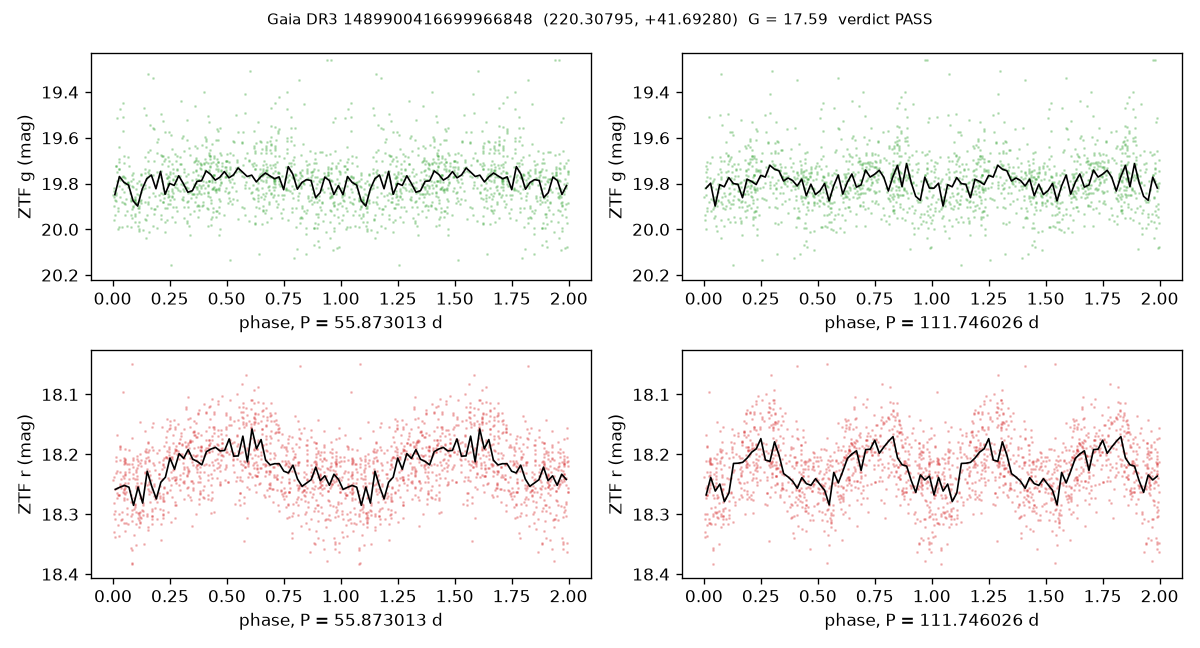 Gaia DR3 1489900416699966848  (220.30795, +41.69280)  G = 17.59  verdict PASS
ZTF g (mag)
19.4
19.6
19.8
20.0
20.2
0.00 0.25 0.50 0.75 1.00 1.25 1.50 1.75 2.00
phase, P = 55.873013 d
ZTF g (mag)
19.4
19.6
19.8
20.0
20.2
0.00 0.25 0.50 0.75 1.00 1.25 1.50 1.75 2.00
phase, P = 111.746026 d
ZTF r (mag)
18.1
18.2
18.3
18.4
0.00 0.25 0.50 0.75 1.00 1.25 1.50 1.75 2.00
phase, P = 55.873013 d
ZTF r (mag)
18.1
18.2
18.3
18.4
0.00 0.25 0.50 0.75 1.00 1.25 1.50 1.75 2.00
phase, P = 111.746026 d